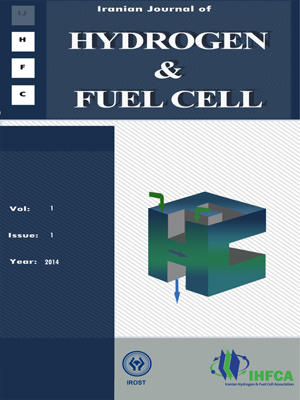 IJ
H
F
C
Iranian Journal of
HYDROGEN
&
FUEL CELL
Vol: 1
Issue: 1
Year: 2014
IROST
IHFCA
Iranian Hydrogen & Fuel Cell Association